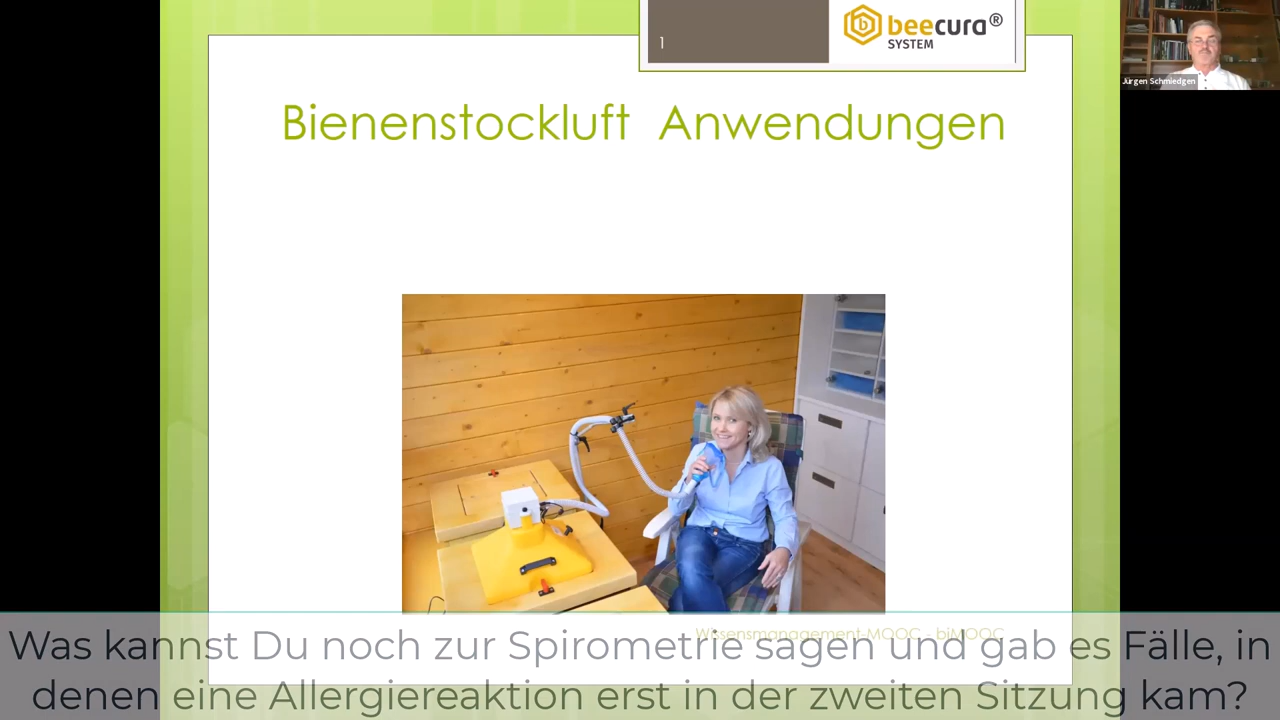 1
beecura®
SYSTEM
Jürgen Schmiedgen
Bienenstockluft Anwendungen
Wissensmanagement-MOOC - biMOOC
Was kannst Du noch zur Spirometrie sagen und gab es Fälle, in
denen eine Allergiereaktion erst in der zweiten Sitzung kam?